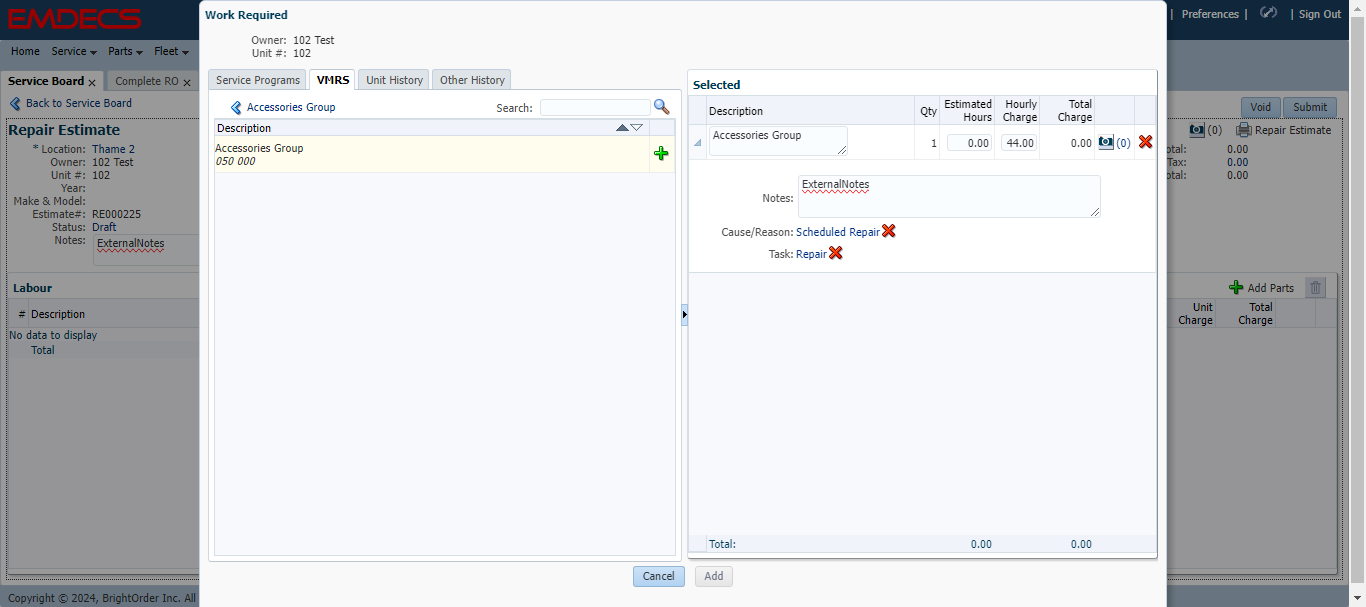 EMDECS
| Preferences | | Sign Out
Home Service Parts Fleet
Service Board Complete RO
Back to Service Board
Void Submit
Repair Estimate
(0) Repair Estimate
* Location: Thame 2
Owner: 102 Test
Unit #: 102
Year:
Make & Model:
Estimate#: RE000225
Status: Draft
Notes: ExternalNotes
otal: 0.00
Tax: 0.00
otal: 0.00
Labour
# Description
No data to display
Total
Add Parts
Unit Charge
Total Charge
Copyright © 2024, BrightOrder Inc. All
Work Required
Owner: 102 Test
Unit #: 102
Service Programs VMRS Unit History Other History
Accessories Group Search:
Description
Accessories Group
050 000
Selected
Description Qty Estimated Hours Hourly Charge Total Charge
Accessories Group 1 0.00 44.00 0.00 (0)
Notes: ExternalNotes
Cause/Reason: Scheduled Repair
Task: Repair
Total: 0.00 0.00
Cancel Add